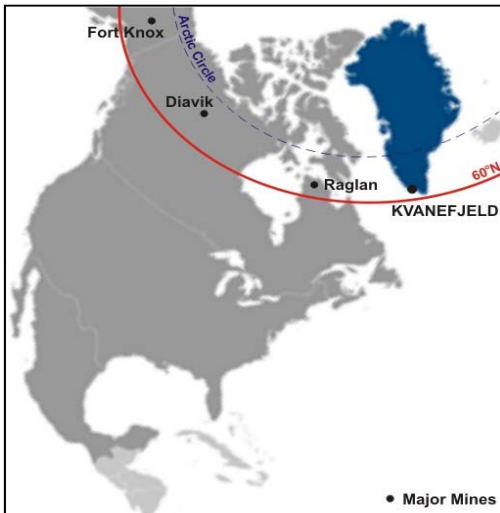 Fort Knox
Arctic Circle
Diavik
Raglan
60°N
KVANEFJELD
Major Mines